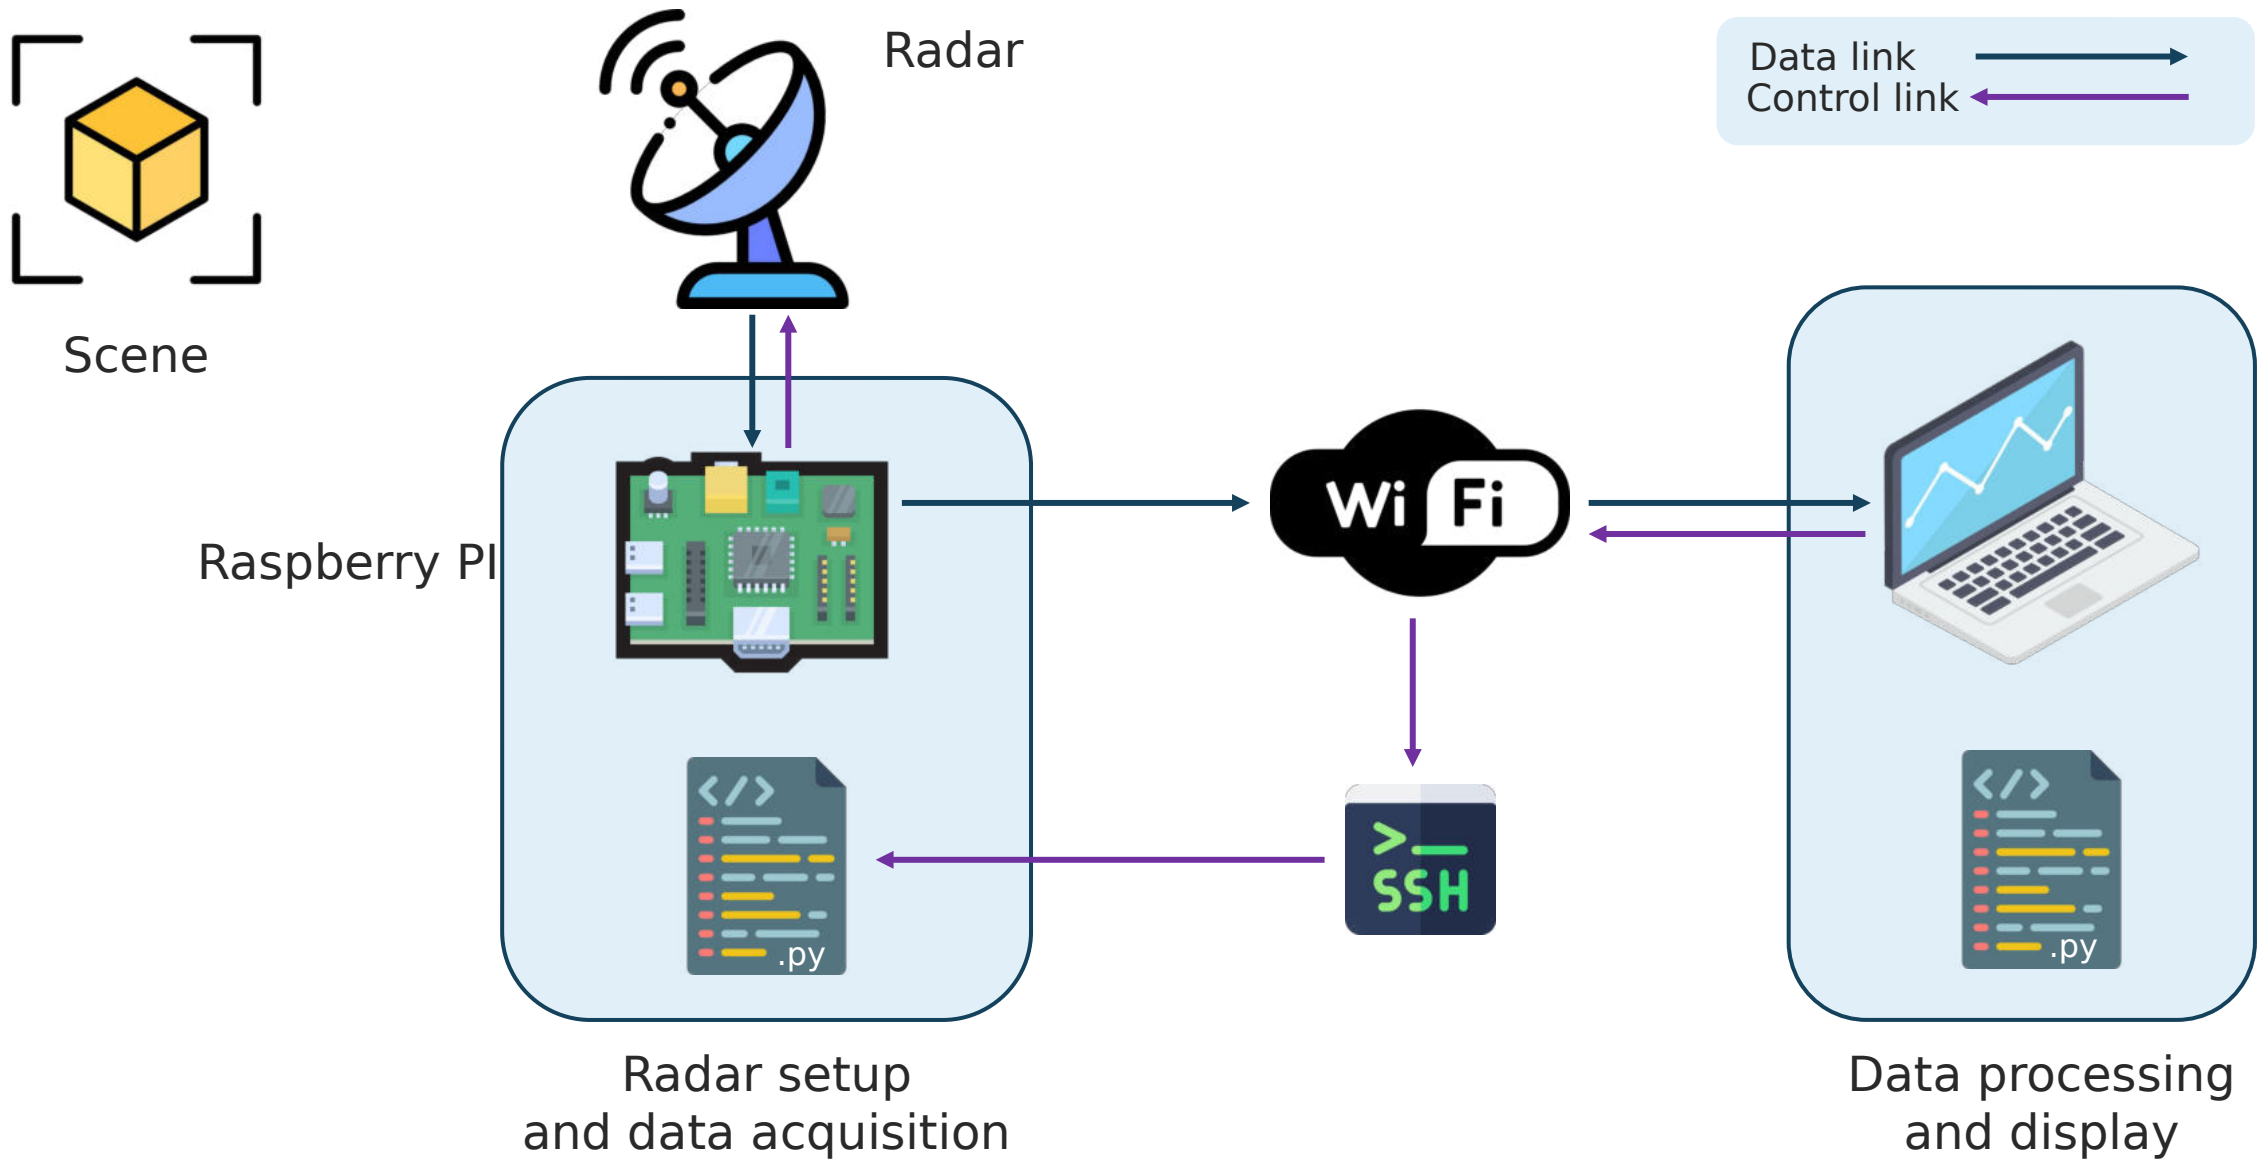 Radar
Data link
Control link
Scene
Raspberry PI
Wi Fi
</>
</>
>_
SSH
.py
.py
Radar setup
and data acquisition
Data processing
and display